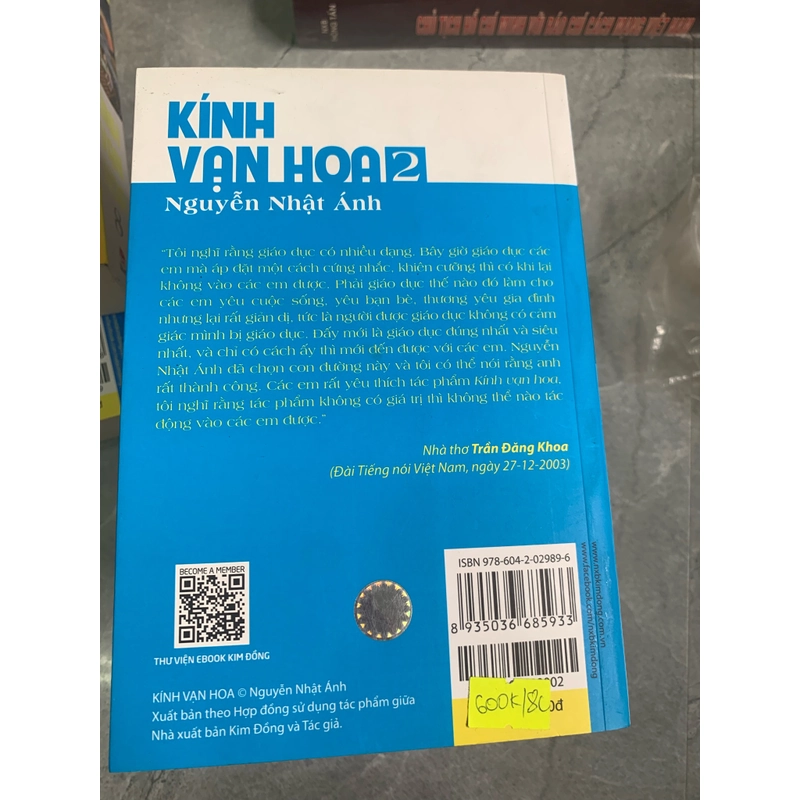 KÍNH
VẠN HOA 2
Nguyễn Nhật Ánh
"Tôi nghĩ rằng giáo dục có nhiều dạng. Bây giờ giáo dục các
em mà áp đặt một cách cứng nhắc, khiên cưỡng thì có khi lại
không vào các em được. Phải giáo dục thế nào đó làm cho
các em yêu cuộc sống, yêu bạn bè, thương yêu gia đình
nhưng lại rất giản dị, tức là người được giáo dục không có cảm
giác mình bị giáo dục. Đấy mới là giáo dục đúng nhất và siêu
nhất, và chỉ có cách ấy thì mới đến được với các em. Nguyễn
Nhật Ánh đã chọn con đường này và tôi có thể nói rằng anh
rất thành công. Các em rất yêu thích tác phẩm Kính vạn hoa,
tôi nghĩ rằng tác phẩm không có giá trị thì không thể nào tác
động vào các em được."
Nhà thơ Trần Đăng Khoa
(Đài Tiếng nói Việt Nam, ngày 27-12-2003)
BECOME A MEMBER
THƯ VIỆN EBOOK KIM ĐỒNG
ISBN 978-604-2-02989-6
8 935036 685933
www.nxbkimdong.com.vn
www.facebook.com/nxbkimdong
600K/8c
đ
KÍNH VẠN HOA © Nguyễn Nhật Ánh
Xuất bản theo Hợp đồng sử dụng tác phẩm giữa
Nhà xuất bản Kim Đồng và Tác giả.